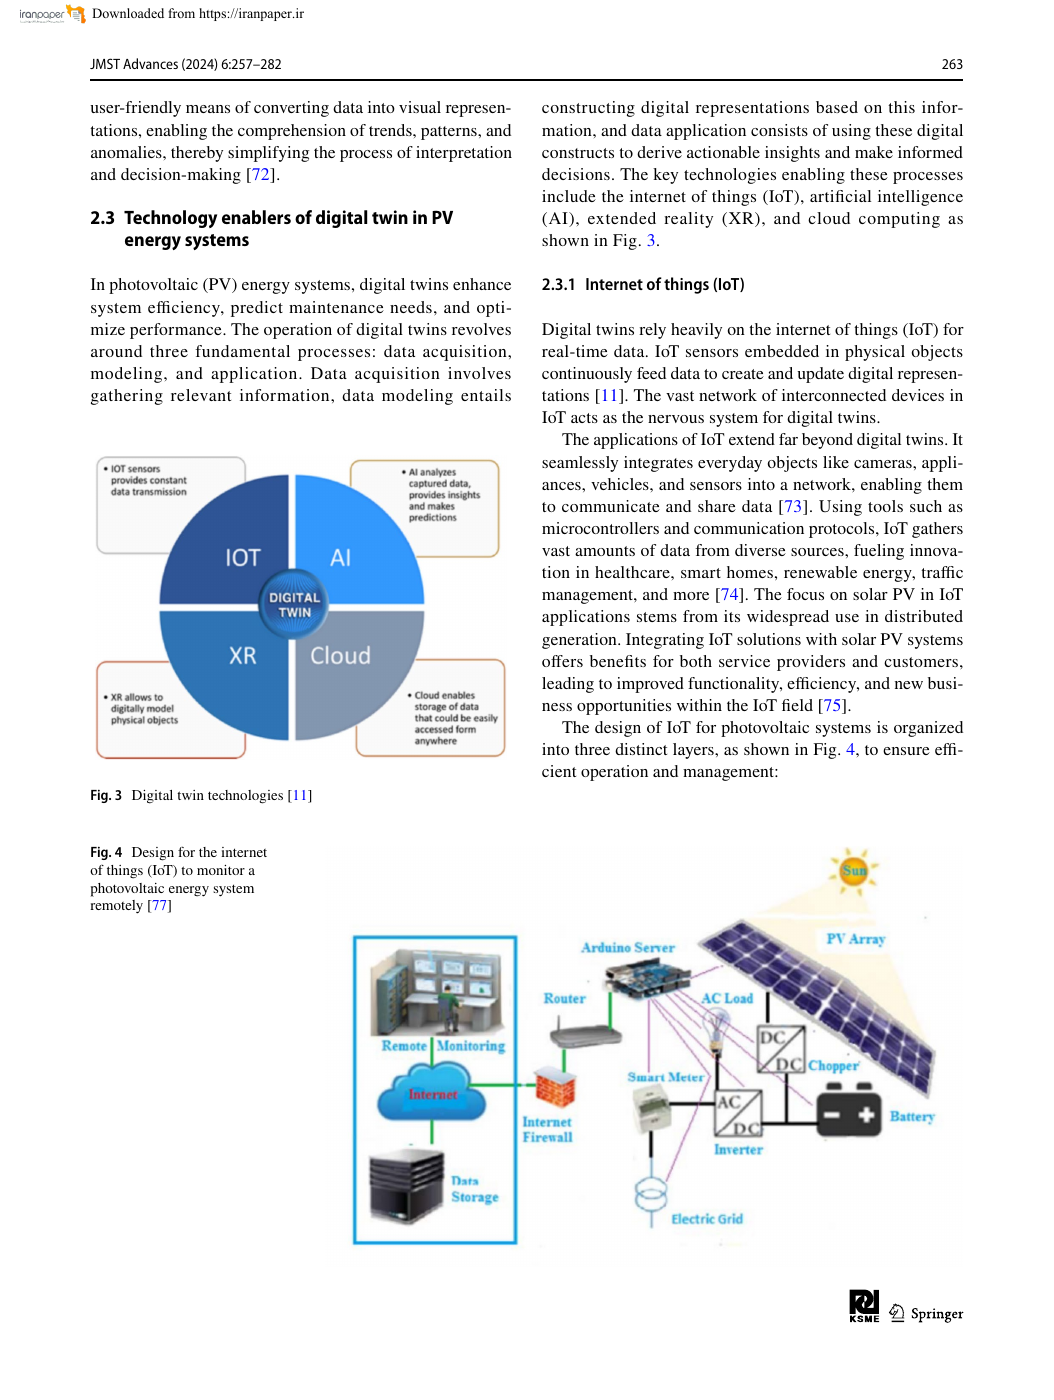 iranpaper
Downloaded from https://iranpaper.ir
JMST Advances (2024) 6:257–282
263
user-friendly means of converting data into visual represen-
tations, enabling the comprehension of trends, patterns, and
anomalies, thereby simplifying the process of interpretation
and decision-making [72].
2.3 Technology enablers of digital twin in PV
energy systems
In photovoltaic (PV) energy systems, digital twins enhance
system efficiency, predict maintenance needs, and opti-
mize performance. The operation of digital twins revolves
around three fundamental processes: data acquisition,
modeling, and application. Data acquisition involves
gathering relevant information, data modeling entails
constructing digital representations based on this infor-
mation, and data application consists of using these digital
constructs to derive actionable insights and make informed
decisions. The key technologies enabling these processes
include the internet of things (IoT), artificial intelligence
(AI), extended reality (XR), and cloud computing as
shown in Fig. 3.
2.3.1 Internet of things (IoT)
Digital twins rely heavily on the internet of things (IoT) for
real-time data. IoT sensors embedded in physical objects
continuously feed data to create and update digital represen-
tations [11]. The vast network of interconnected devices in
IoT acts as the nervous system for digital twins.
The applications of IoT extend far beyond digital twins. It
seamlessly integrates everyday objects like cameras, appli-
ances, vehicles, and sensors into a network, enabling them
to communicate and share data [73]. Using tools such as
microcontrollers and communication protocols, IoT gathers
vast amounts of data from diverse sources, fueling innova-
tion in healthcare, smart homes, renewable energy, traffic
management, and more [74]. The focus on solar PV in IoT
applications stems from its widespread use in distributed
generation. Integrating IoT solutions with solar PV systems
offers benefits for both service providers and customers,
leading to improved functionality, efficiency, and new busi-
ness opportunities within the IoT field [75].
The design of IoT for photovoltaic systems is organized
into three distinct layers, as shown in Fig. 4, to ensure effi-
cient operation and management:
• IOT sensors
provides constant
data transmission
• AI analyzes
captured data,
provides insights
and makes
predictions
IOT
AI
DIGITAL
TWIN
XR
Cloud
• XR allows to
digitally model
physical objects
• Cloud enables
storage of data
that could be easily
accessed form
anywhere
Fig. 3 Digital twin technologies [11]
Fig. 4 Design for the internet
of things (IoT) to monitor a
photovoltaic energy system
remotely [77]
Sun
PV Array
Arduino Server
Router
AC Load
DC
DC
Chopper
Remote Monitoring
Internet
Smart Meter
AC
DC
Battery
Internet
Firewall
Inverter
Data
Storage
Electric Grid
KSME
Springer